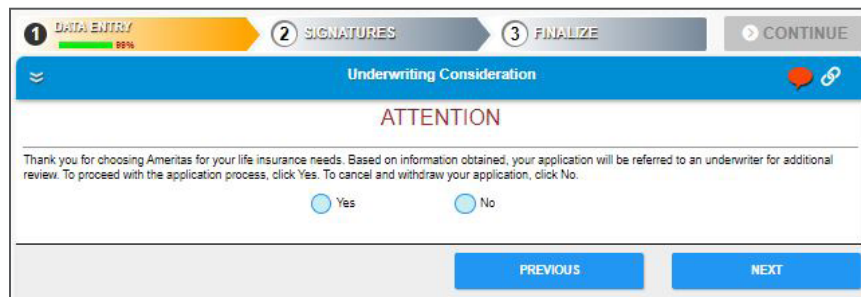 1 DATA ENTRY
98%
2 SIGNATURES
3 FINALIZE
CONTINUE
Underwriting Consideration
ATTENTION
Thank you for choosing Ameritas for your life insurance needs. Based on information obtained, your application will be referred to an underwriter for additional
review. To proceed with the application process, click Yes. To cancel and withdraw your application, click No.
Yes No
PREVIOUS NEXT